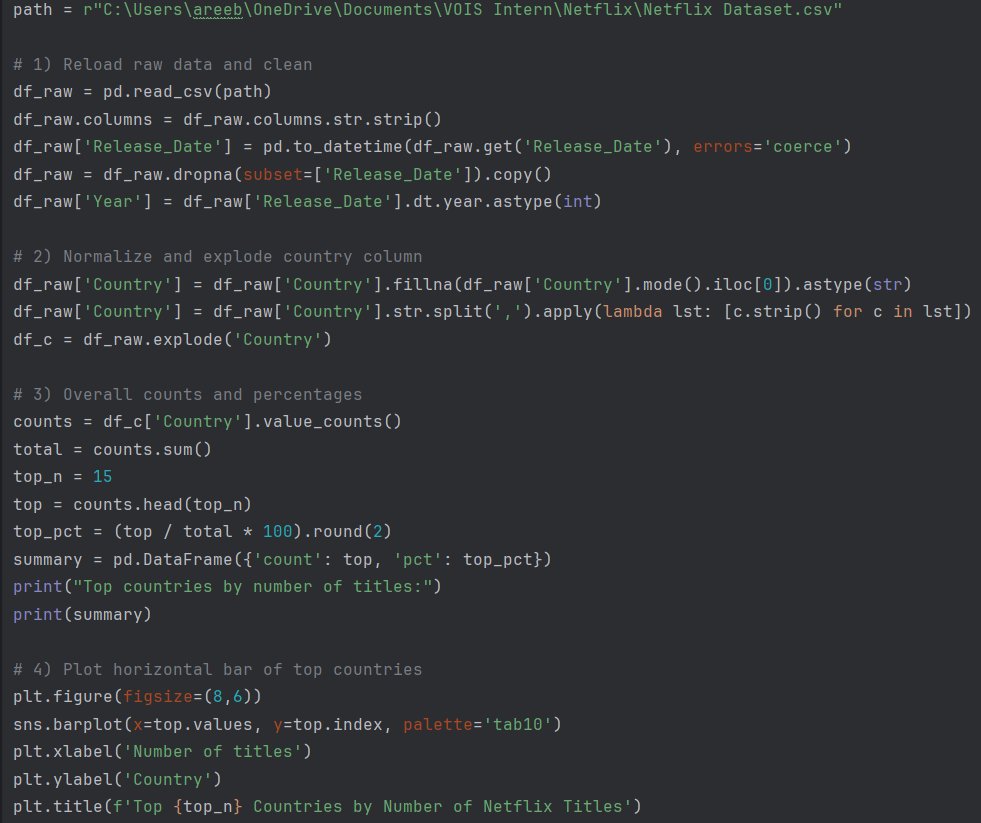 path = r"C:\Users\areeb\OneDrive\Documents\VOIS Intern\Netflix\Netflix Dataset.csv"
# 1) Reload raw data and clean
df_raw = pd.read_csv(path)
df_raw.columns = df_raw.columns.str.strip()
df_raw['Release_Date'] = pd.to_datetime(df_raw.get('Release_Date'), errors='coerce')
df_raw = df_raw.dropna(subset=['Release_Date']).copy()
df_raw['Year'] = df_raw['Release_Date'].dt.year.astype(int)
# 2) Normalize and explode country column
df_raw['Country'] = df_raw['Country'].fillna(df_raw['Country'].mode().iloc[0]).astype(str)
df_raw['Country'] = df_raw['Country'].str.split(',').apply(lambda lst: [c.strip() for c in lst])
df_c = df_raw.explode('Country')
# 3) Overall counts and percentages
counts = df_c['Country'].value_counts()
total = counts.sum()
top_n = 15
top = counts.head(top_n)
top_pct = (top / total * 100).round(2)
summary = pd.DataFrame({'count': top, 'pct': top_pct})
print("Top countries by number of titles:")
print(summary)
# 4) Plot horizontal bar of top countries
plt.figure(figsize=(8,6))
sns.barplot(x=top.values, y=top.index, palette='tab10')
plt.xlabel('Number of titles')
plt.ylabel('Country')
plt.title(f'Top {top_n} Countries by Number of Netflix Titles')